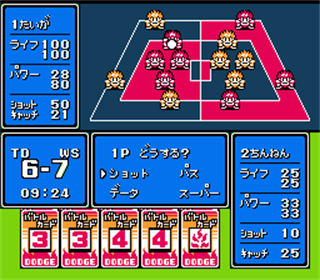 1たいが
ライフ 100
100
パワー 28
80
ショット 50
キャッチ 21
TD WS
6-7
09:24
1P どうする?
▶ショット パス
データ スーパー
2ちんねん
ライフ 25
25
パワー 33
33
ショット 10
キャッチ 25
バトルカード 3 DODGE
バトルカード 3 DODGE
バトルカード 4 DODGE
バトルカード 4 DODGE
バトルカード DODGE